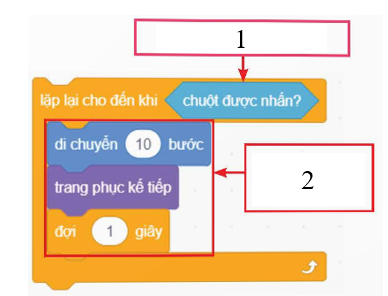 1
lặp lại cho đến khi chuột được nhấn?
di chuyển 10 bước
trang phục kế tiếp
2
đợi 1 giây